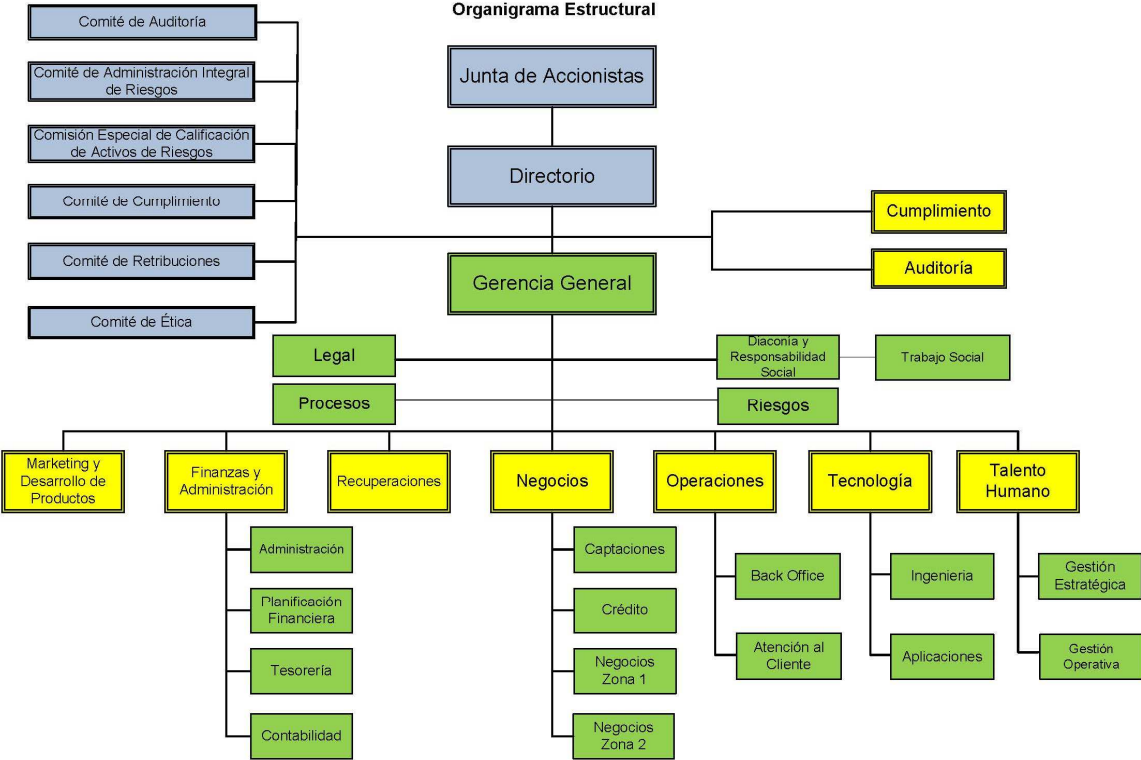 Organigrama Estructural
Comité de Auditoría
Comité de Administración Integral
de Riesgos
Comisión Especial de Calificación
de Activos de Riesgos
Comité de Cumplimiento
Comité de Retribuciones
Comité de Ética
Junta de Accionistas
Directorio
Gerencia General
Cumplimiento
Auditoría
Legal
Diaconía y
Responsabilidad
Social
Trabajo Social
Procesos
Riesgos
Marketing y
Desarrollo de
Productos
Finanzas y
Administración
Recuperaciones
Negocios
Operaciones
Tecnología
Talento
Humano
Administración
Planificación
Financiera
Tesorería
Contabilidad
Captaciones
Crédito
Negocios
Zona 1
Negocios
Zona 2
Back Office
Atención al
Cliente
Ingenieria
Aplicaciones
Gestión
Estratégica
Gestión
Operativa